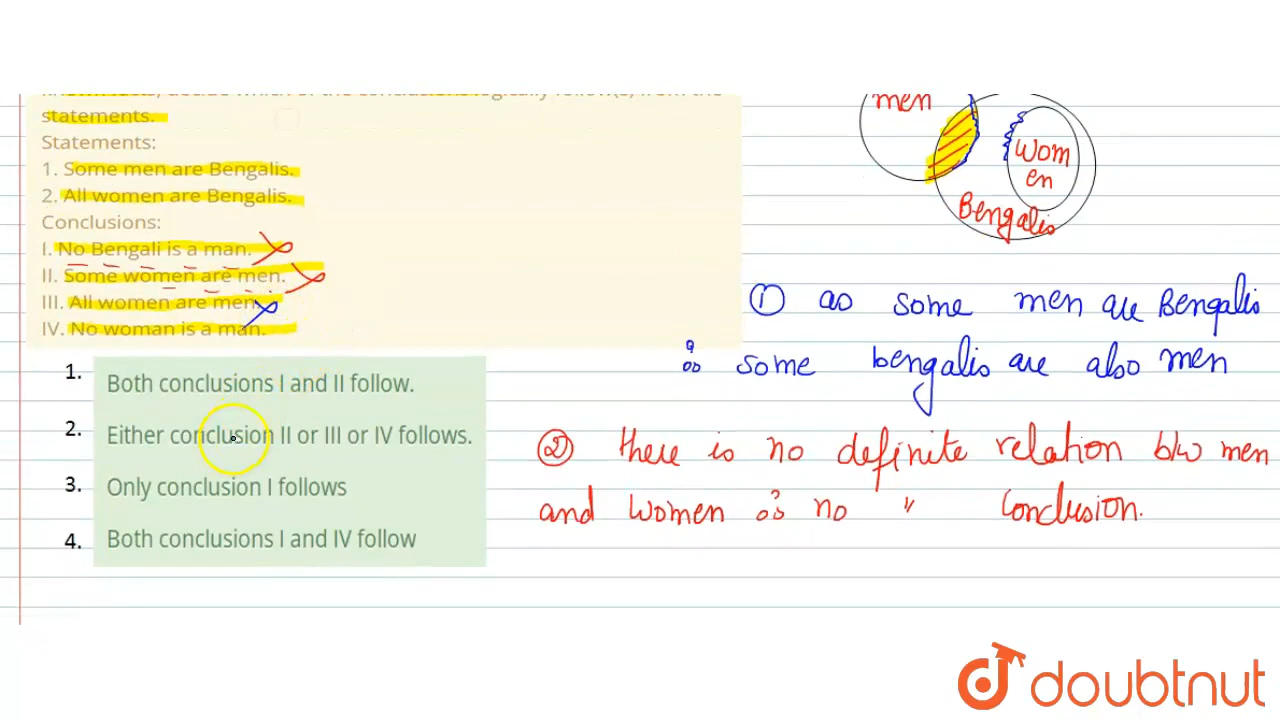 statements.
Statements:
1. Some men are Bengalis.
2. All women are Bengalis.
Conclusions:
I. No Bengali is a man.
II. Some women are men.
III. All women are men
IV. No woman is a man.
1. Both conclusions I and II follow.
2. Either conclusion II or III or IV follows.
3. Only conclusion I follows
4. Both conclusions I and IV follow
men
Wom
en
Bengalis
① as some men are Bengalis
∴ some bengalis are also men
② there is no definite relation b/w men
and women ∴ no " Conclusion.
doubtnut